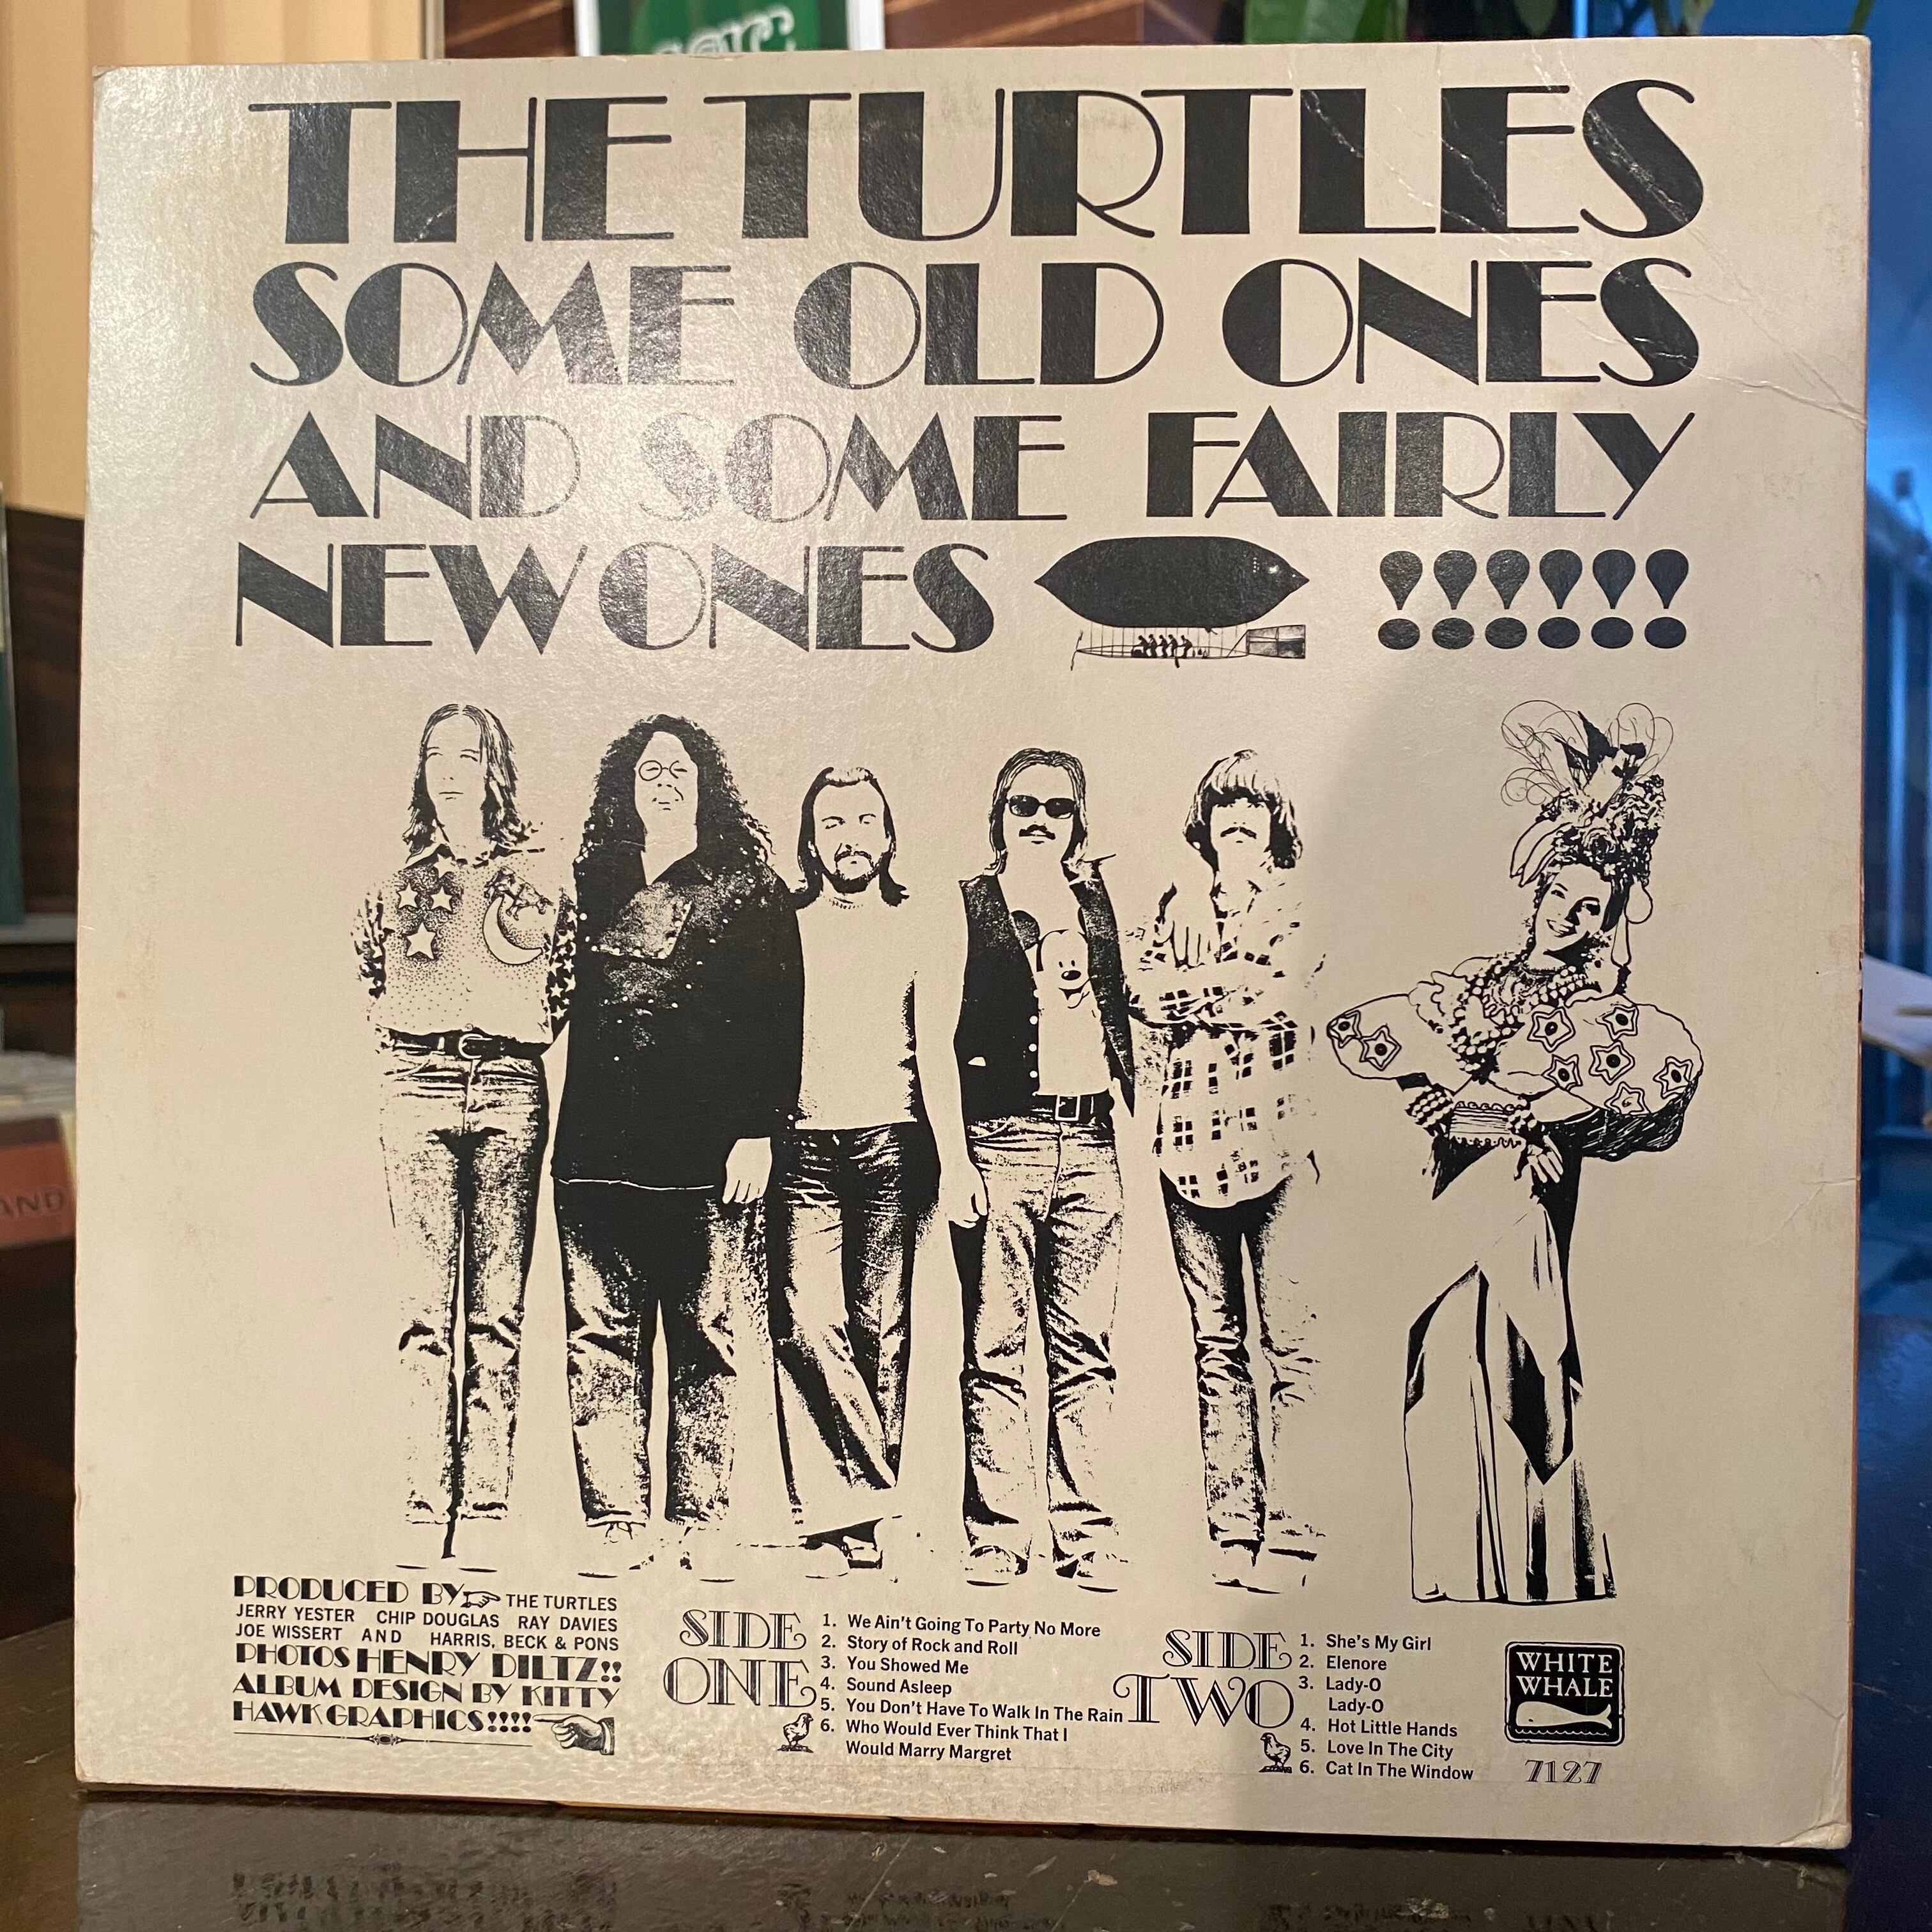 THE TURTLES
SOME OLD ONES
AND SOME FAIRLY
NEW ONES !!!!!!
PRODUCED BY THE TURTLES
JERRY YESTER CHIP DOUGLAS RAY DAVIES
JOE WISSERT AND HARRIS, BECK & PONS
PHOTOS HENRY DILTZ!!
ALBUM DESIGN BY KITTY
HAWK GRAPHICS!!!!
SIDE
ONE
1. We Ain't Going To Party No More
2. Story of Rock and Roll
3. You Showed Me
4. Sound Asleep
5. You Don't Have To Walk In The Rain
6. Who Would Ever Think That I
Would Marry Margret
SIDE
TWO
1. She's My Girl
2. Elenore
3. Lady-O
Lady-O
4. Hot Little Hands
5. Love In The City
6. Cat In The Window
WHITE
WHALE
7127
AND